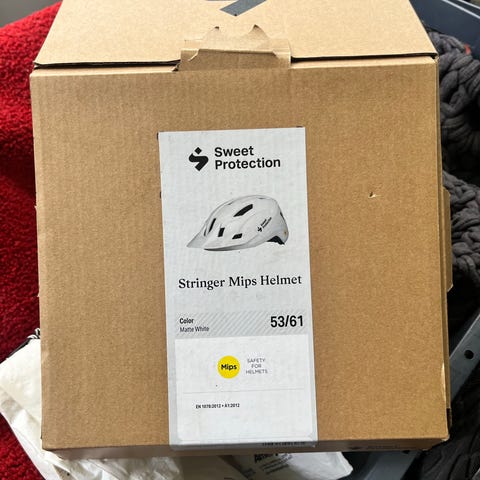 Sweet
Protection
Stringer Mips Helmet
Color
Matte White
53/61
Mips
SAFETY
FOR
HELMETS
EN 1078:2012 + A1:2012